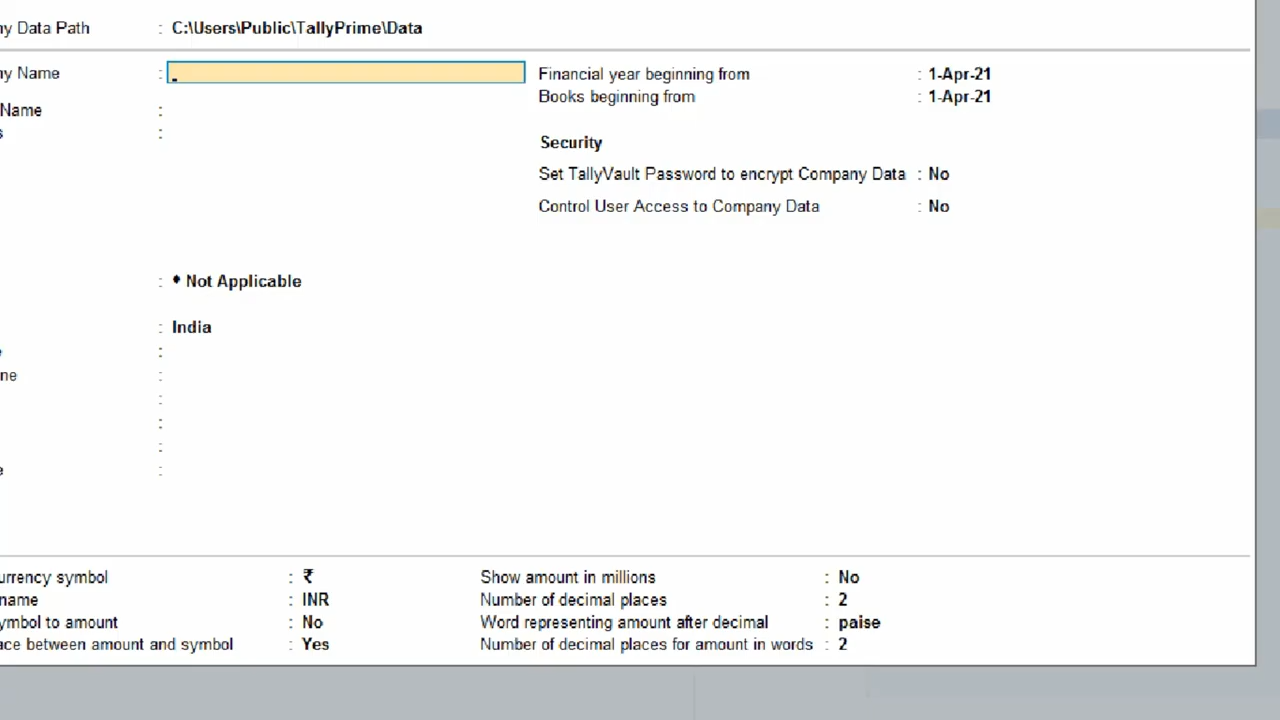 ny Data Path : C:\Users\Public\TallyPrime\Data
ny Name : Financial year beginning from : 1-Apr-21
Books beginning from : 1-Apr-21
Name :
s :
Security
Set TallyVault Password to encrypt Company Data : No
Control User Access to Company Data : No
: ♦ Not Applicable
: India
e :
ne :
:
:
:
e :
urrency symbol : ₹ Show amount in millions : No
name : INR Number of decimal places : 2
ymbol to amount : No Word representing amount after decimal : paise
ace between amount and symbol : Yes Number of decimal places for amount in words : 2